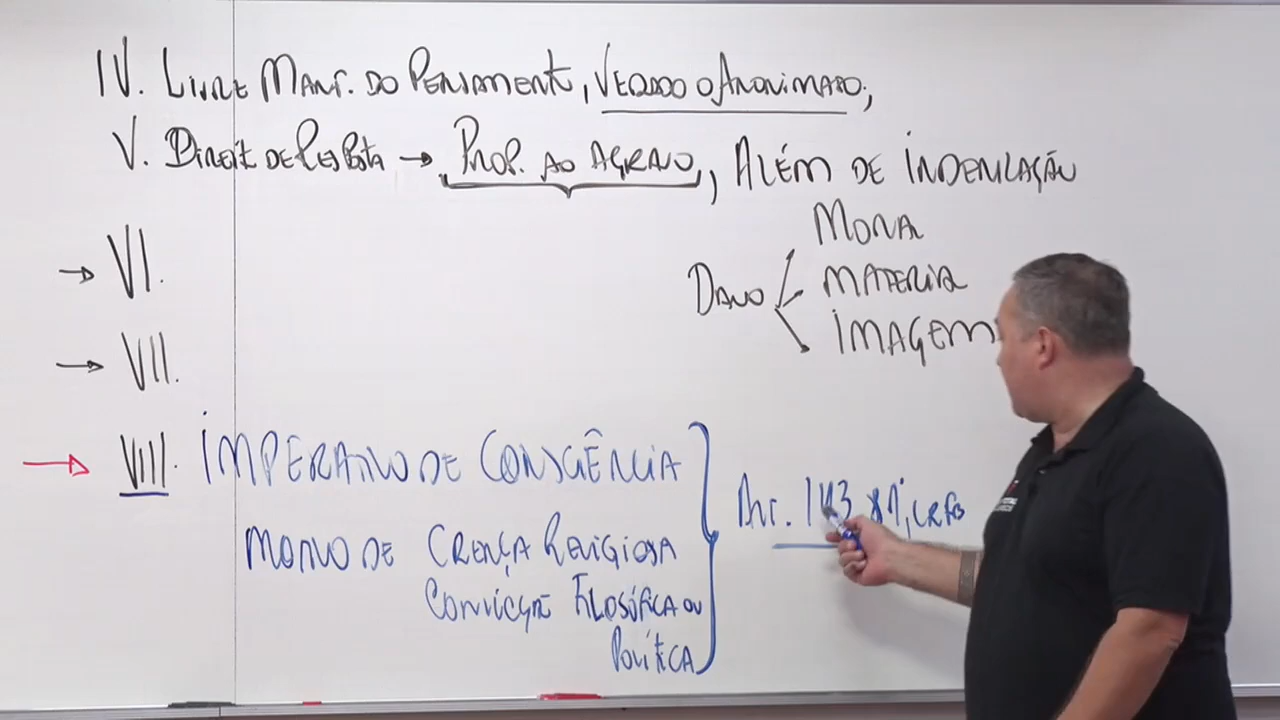 IV. LIVRE MANF. DO PENSAMENTO, VEDADO O ANONIMATO;
V. DIREITO DE RESPOSTA → PROP. AO AGRAVO, ALÉM DE INDENIZAÇÃO
MORAL
→ VI.
DANO
MATERIAL
IMAGEM
→ VII.
→ VIII. IMPERATIVO DE CONSCIÊNCIA
ART. 143 §1º, CRFB
MOTIVO DE CRENÇA RELIGIOSA
CONVICÇÃO FILOSÓFICA OU
POLÍTICA